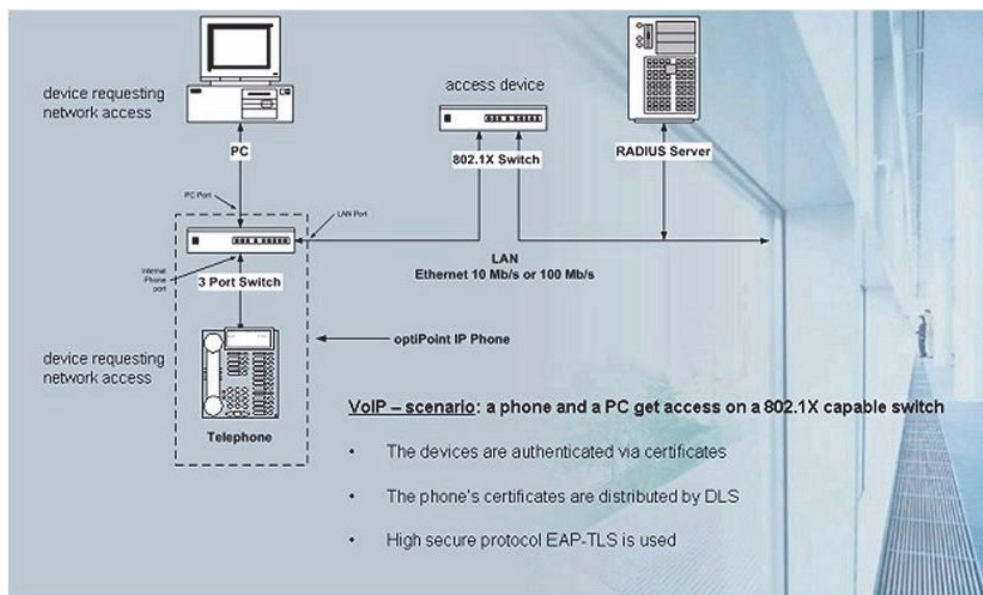 device requesting
network access
access device
PC
802.1X Switch
RADIUS Server
PC Port
LAN Port
LAN
Ethernet 10 Mb/s or 100 Mb/s
Internal
Phone
port
3 Port Switch
optiPoint IP Phone
device requesting
network access
Telephone
VoIP – scenario: a phone and a PC get access on a 802.1X capable switch
• The devices are authenticated via certificates
• The phone's certificates are distributed by DLS
• High secure protocol EAP-TLS is used